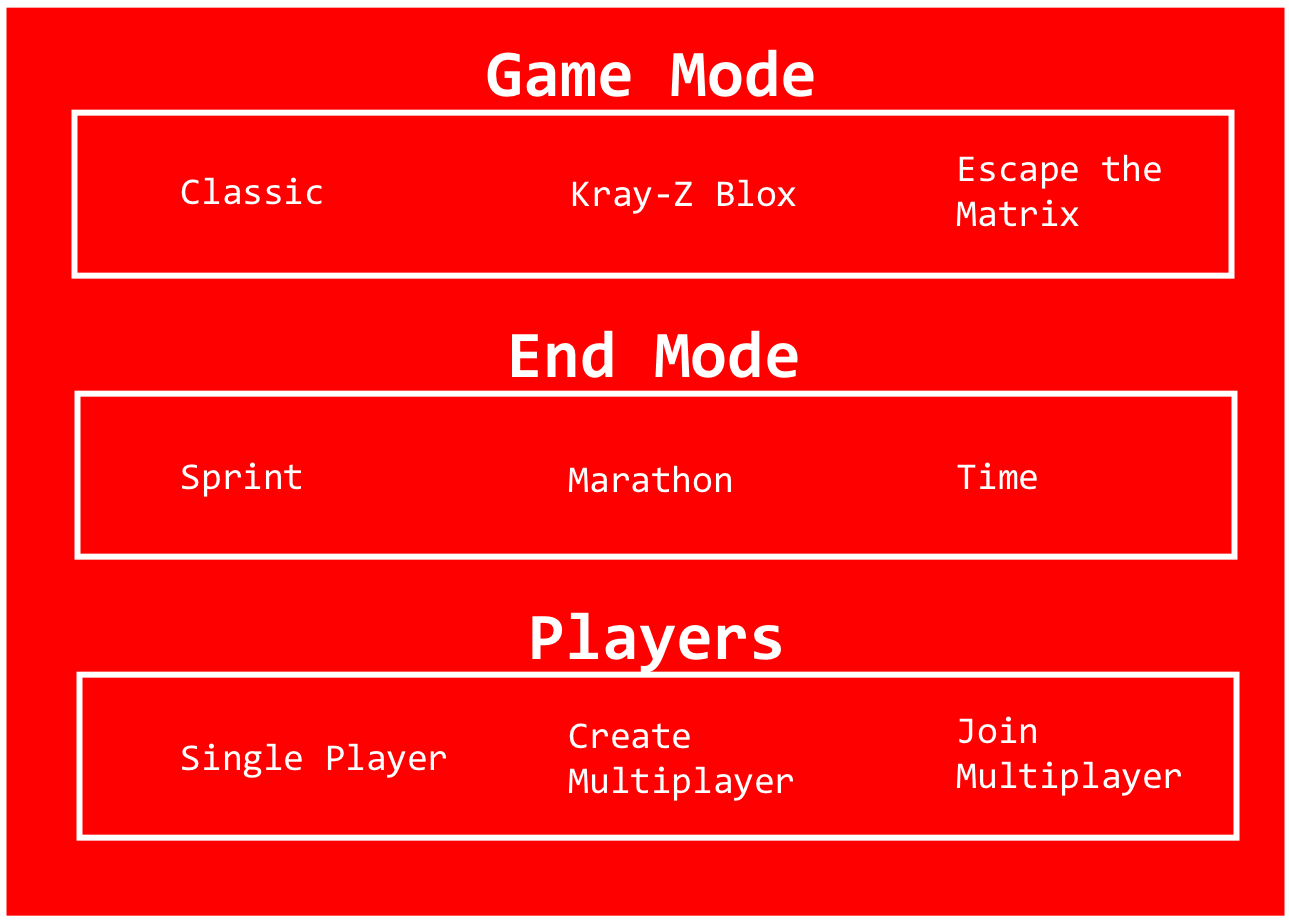 Game Mode
Classic
Kray-Z Blox
Escape the
Matrix
End Mode
Sprint
Marathon
Time
Players
Single Player
Create
Multiplayer
Join
Multiplayer